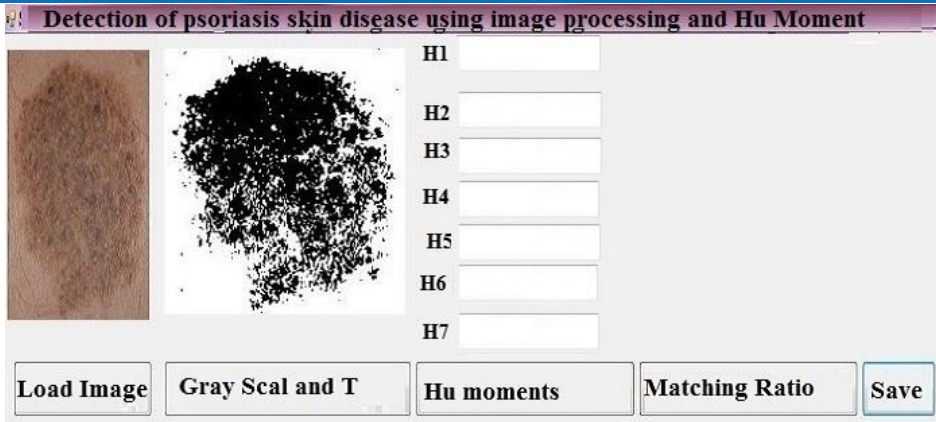 Detection of psoriasis skin disease using image processing and Hu Moment
H1
H2
H3
H4
H5
H6
H7
Load Image
Gray Scal and T
Hu moments
Matching Ratio
Save